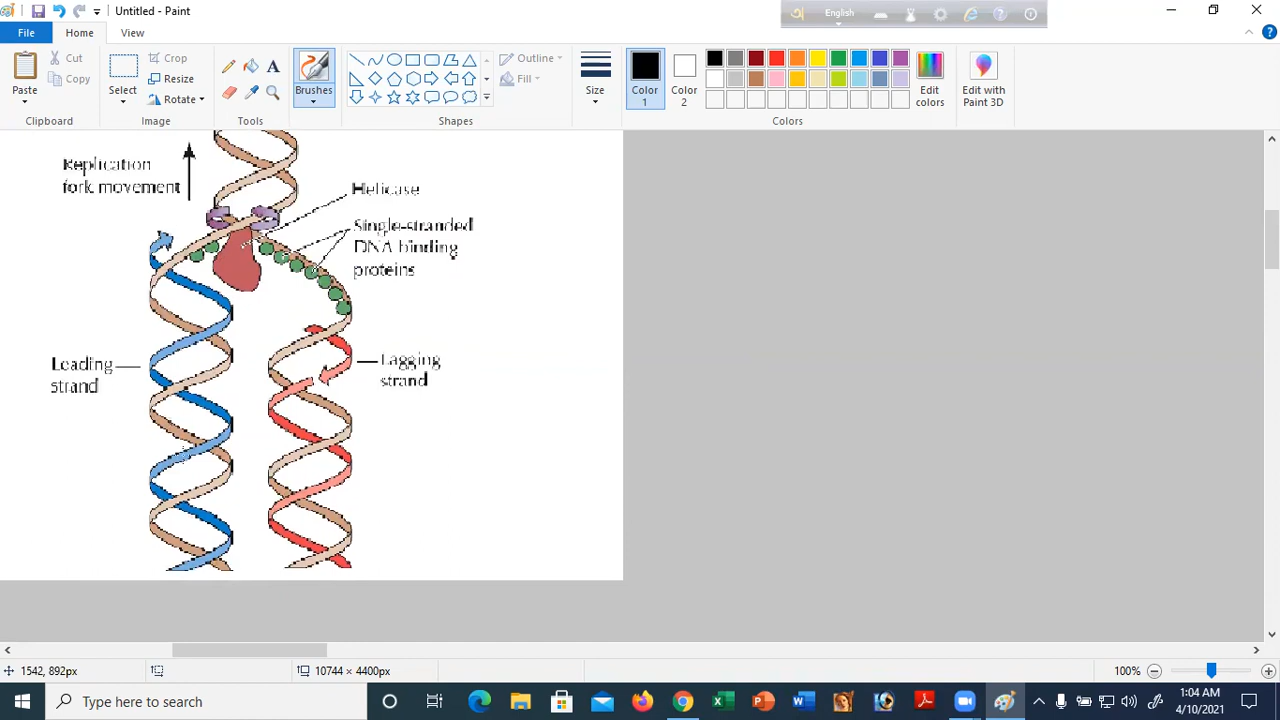 Untitled - Paint
English
File
Home
View
Cut
Copy
Paste
Clipboard
Select
Crop
Resize
Rotate
Image
A
Tools
Brushes
Outline
Fill
Shapes
Size
Color
1
Color
2
Edit
colors
Edit with
Paint 3D
Colors
Replication
fork movement
Helicase
Single-stranded
DNA binding
proteins
Leading
strand
Lagging
strand
1542, 892px
10744 × 4400px
100%
Type here to search
1:04 AM
4/10/2021